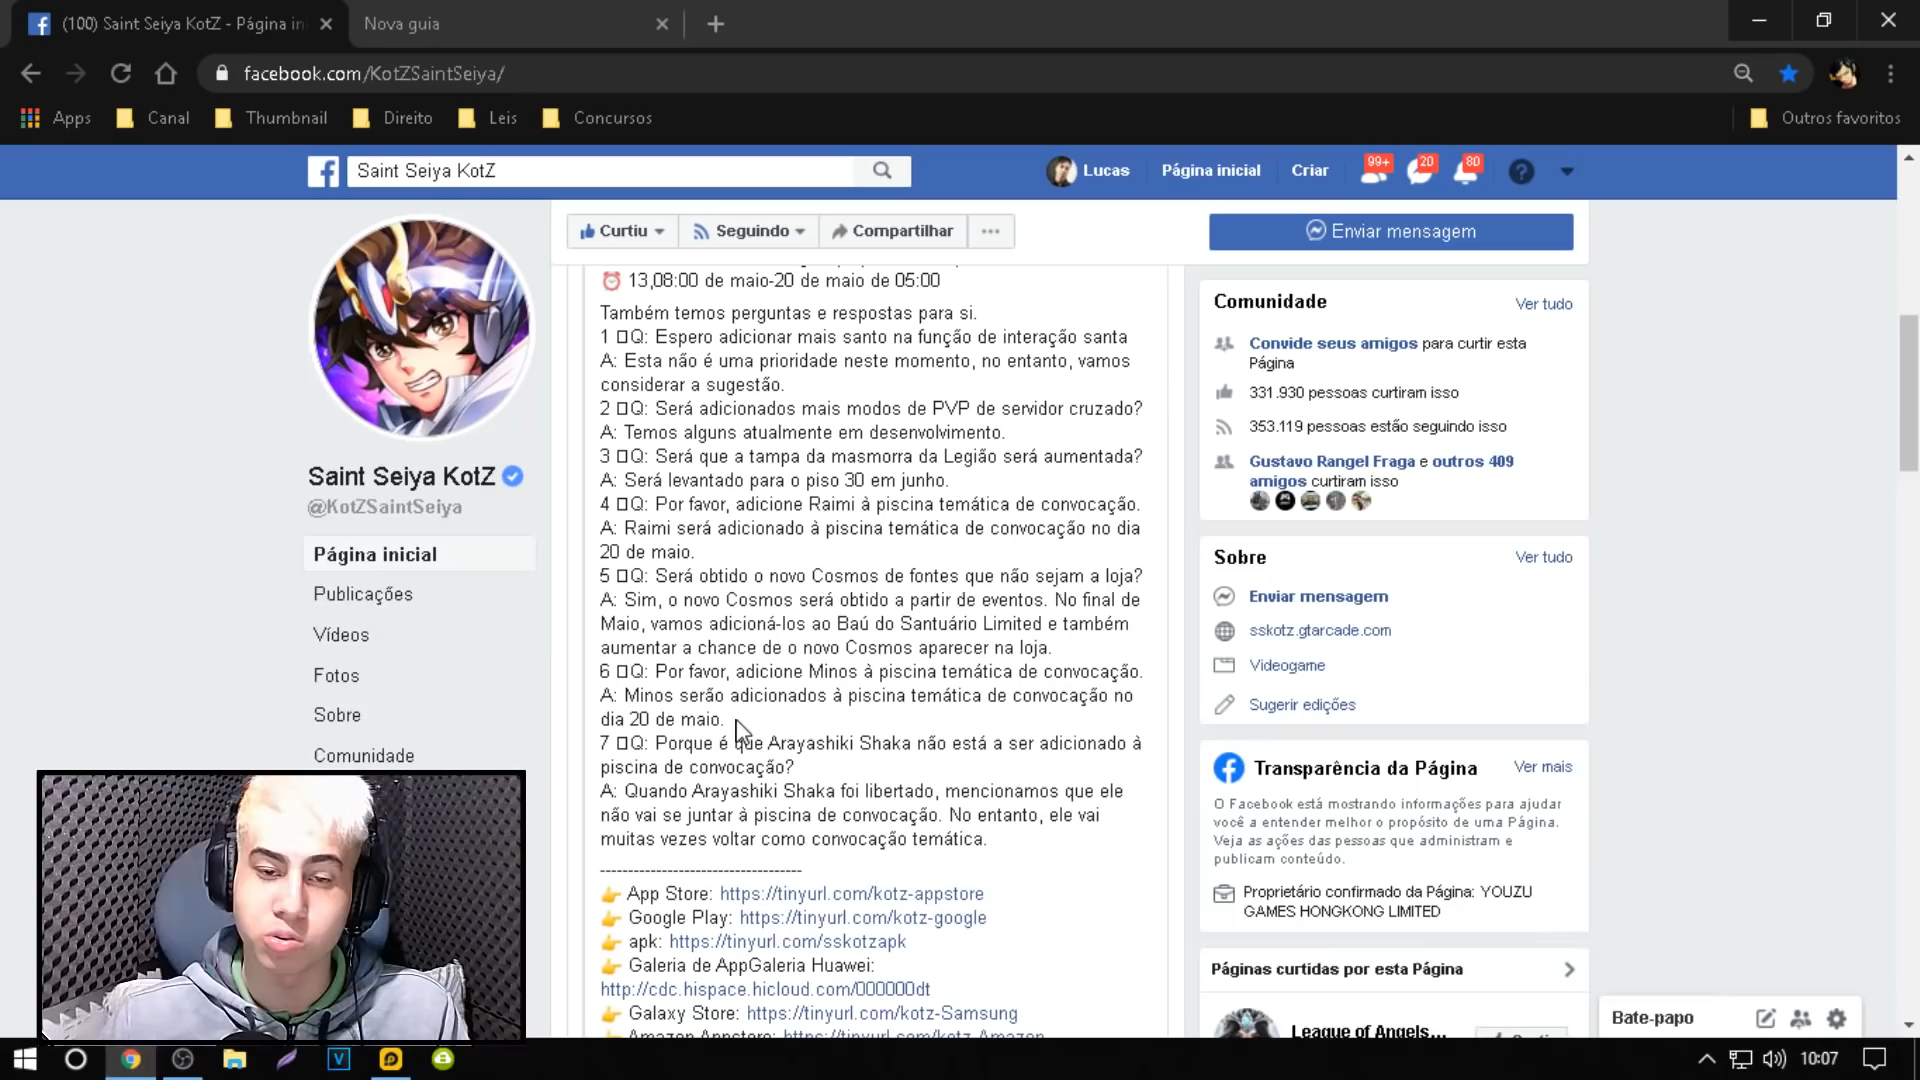 (100) Saint Seiya KotZ - Página in
Nova guia
facebook.com/KotZSaintSeiya/
Apps
Canal
Thumbnail
Direito
Leis
Concursos
Outros favoritos
Saint Seiya KotZ
Lucas
Página inicial
Criar
99+
20
80
Curtiu
Seguindo
Compartilhar
Enviar mensagem
Saint Seiya KotZ
@KotZSaintSeiya
Página inicial
Publicações
Vídeos
Fotos
Sobre
Comunidade
13,08:00 de maio-20 de maio de 05:00
Também temos perguntas e respostas para si.
1 Q: Espero adicionar mais santo na função de interação santa
A: Esta não é uma prioridade neste momento, no entanto, vamos
considerar a sugestão.
2 Q: Será adicionados mais modos de PVP de servidor cruzado?
A: Temos alguns atualmente em desenvolvimento.
3 Q: Será que a tampa da masmorra da Legião será aumentada?
A: Será levantado para o piso 30 em junho.
4 Q: Por favor, adicione Raimi à piscina temática de convocação.
A: Raimi será adicionado à piscina temática de convocação no dia
20 de maio.
5 Q: Será obtido o novo Cosmos de fontes que não sejam a loja?
A: Sim, o novo Cosmos será obtido a partir de eventos. No final de
Maio, vamos adicioná-los ao Baú do Santuário Limited e também
aumentar a chance de o novo Cosmos aparecer na loja.
6 Q: Por favor, adicione Minos à piscina temática de convocação.
A: Minos serão adicionados à piscina temática de convocação no
dia 20 de maio.
7 Q: Porque é que Arayashiki Shaka não está a ser adicionado à
piscina de convocação?
A: Quando Arayashiki Shaka foi libertado, mencionamos que ele
não vai se juntar à piscina de convocação. No entanto, ele vai
muitas vezes voltar como convocação temática.
-----------------------------------
App Store: https://tinyurl.com/kotz-appstore
Google Play: https://tinyurl.com/kotz-google
apk: https://tinyurl.com/sskotzapk
Galeria de AppGaleria Huawei:
http://cdc.hispace.hicloud.com/000000dt
Galaxy Store: https://tinyurl.com/kotz-Samsung
Amazon Appstore: https://tinyurl.com/kotz-Amazon
Comunidade
Ver tudo
Convide seus amigos para curtir esta
Página
331.930 pessoas curtiram isso
353.119 pessoas estão seguindo isso
Gustavo Rangel Fraga e outros 409
amigos curtiram isso
Sobre
Ver tudo
Enviar mensagem
sskotz.gtarcade.com
Videogame
Sugerir edições
Transparência da Página
Ver mais
O Facebook está mostrando informações para ajudar
você a entender melhor o propósito de uma Página.
Veja as ações das pessoas que administram e
publicam conteúdo.
Proprietário confirmado da Página: YOUZU
GAMES HONGKONG LIMITED
Páginas curtidas por esta Página
League of Angels...
Bate-papo
10:07